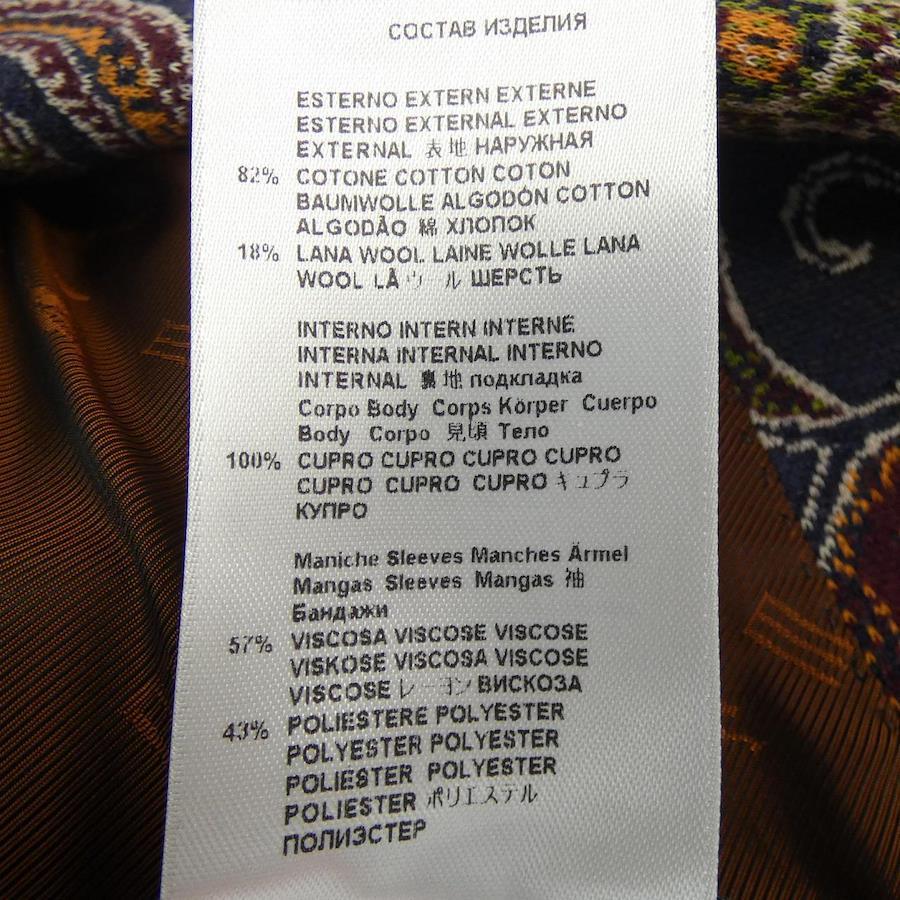 СОСТАВ ИЗДЕЛИЯ
ESTERNO EXTERN EXTERNE
ESTERNO EXTERNAL EXTERNO
EXTERNAL 表地 НАРУЖНАЯ
82% COTONE COTTON COTON
BAUMWOLLE ALGODÓN COTTON
ALGODÃO 綿 ХЛОПОК
18% LANA WOOL LAINE WOLLE LANA
WOOL LÃ ウール ШЕРСТЬ
INTERNO INTERN INTERNE
INTERNA INTERNAL INTERNO
INTERNAL 裏地 подкладка
Corpo Body Corps Körper Cuerpo
Body Corpo 見頃 Тело
100% CUPRO CUPRO CUPRO CUPRO
CUPRO CUPRO CUPRO キュプラ
КУПРО
Maniche Sleeves Manches Ärmel
Mangas Sleeves Mangas 袖
Бандажи
57% VISCOSA VISCOSE VISCOSE
VISKOSE VISCOSA VISCOSE
VISCOSE レーヨン ВИСКОЗА
43% POLIESTERE POLYESTER
POLYESTER POLYESTER
POLIESTER POLYESTER
POLIESTER ポリエステル
ПОЛИЭСТЕР